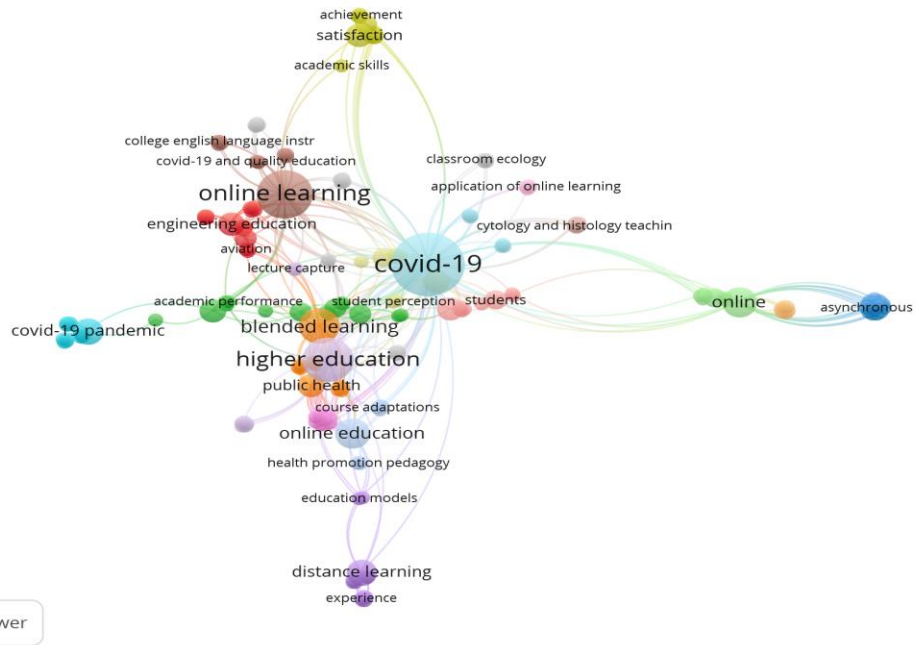 achievement
satisfaction
academic skills
college english language instr
covid-19 and quality education
classroom ecology
online learning
application of online learning
engineering education
cytology and histology teachin
aviation
lecture capture
covid-19
academic performance
student perception
students
online
asynchronous
covid-19 pandemic
blended learning
higher education
public health
course adaptations
online education
health promotion pedagogy
education models
distance learning
experience
wer